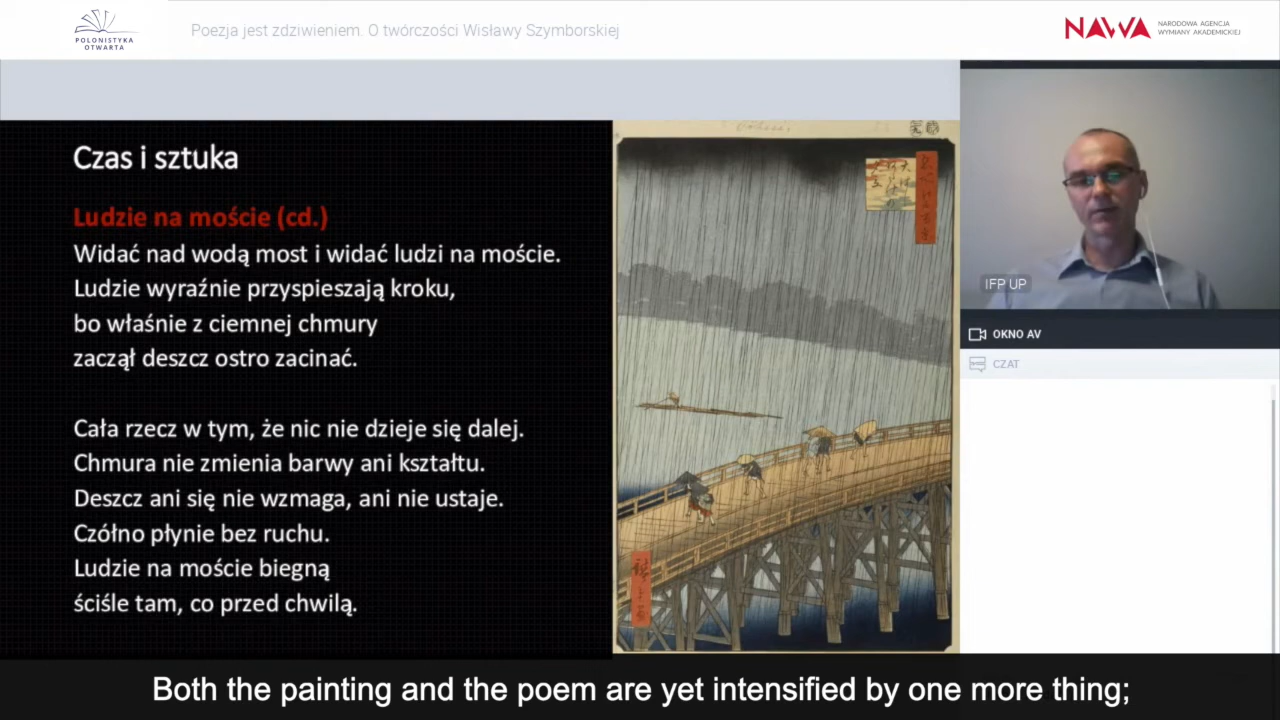 POLONISTYKA
OTWARTA
Poezja jest zdziwieniem. O twórczości Wisławy Szymborskiej
NAWA
NARODOWA AGENCJA
WYMIANY AKADEMICKIEJ
Czas i sztuka
Ludzie na moście (cd.)
Widać nad wodą most i widać ludzi na moście.
Ludzie wyraźnie przyspieszają kroku,
bo właśnie z ciemnej chmury
zaczął deszcz ostro zacinać.
Cała rzecz w tym, że nic nie dzieje się dalej.
Chmura nie zmienia barwy ani kształtu.
Deszcz ani się nie wzmaga, ani nie ustaje.
Czółno płynie bez ruchu.
Ludzie na moście biegną
ściśle tam, co przed chwilą.
IFP UP
OKNO AV
CZAT
Both the painting and the poem are yet intensified by one more thing;